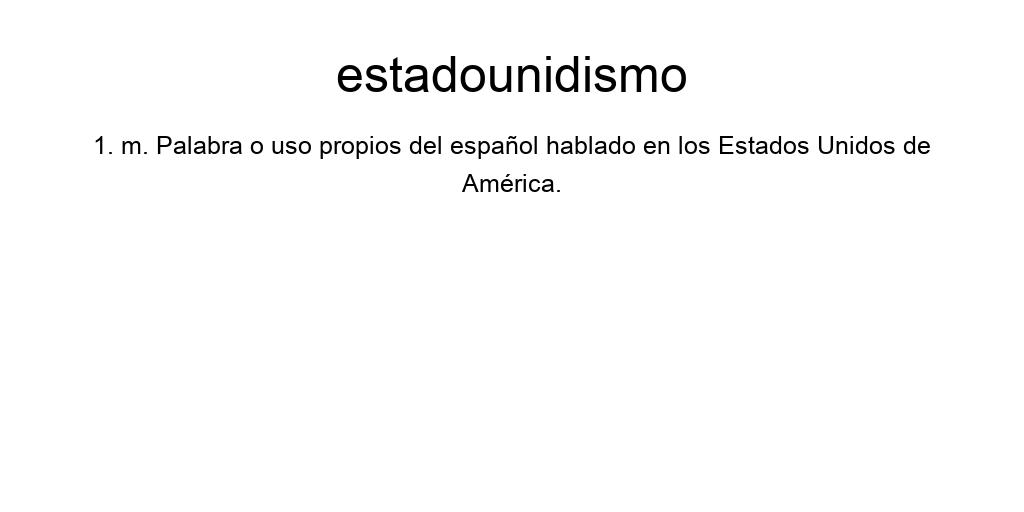 estadounidismo
1. m. Palabra o uso propios del español hablado en los Estados Unidos de
América.